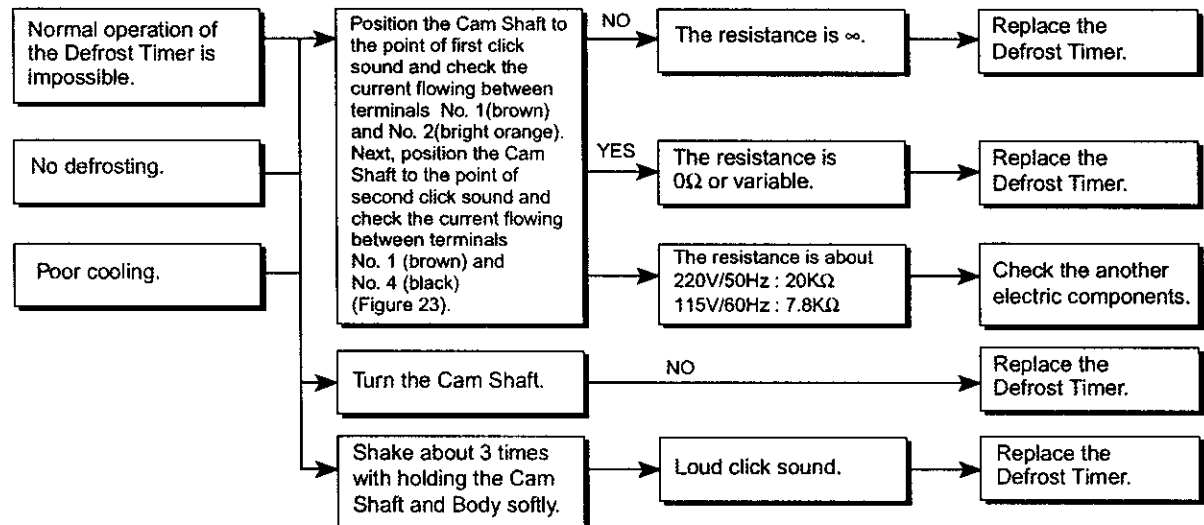 Normal operation of
the Defrost Timer is
impossible.
No defrosting.
Poor cooling.
Position the Cam Shaft to
the point of first click
sound and check the
current flowing between
terminals No. 1(brown)
and No. 2(bright orange).
Next, position the Cam
Shaft to the point of
second click sound and
check the current flowing
between terminals
No. 1 (brown) and
No. 4 (black)
(Figure 23).
NO
The resistance is ∞.
Replace the
Defrost Timer.
YES
The resistance is
0Ω or variable.
Replace the
Defrost Timer.
The resistance is about
220V/50Hz : 20KΩ
115V/60Hz : 7.8KΩ
Check the another
electric components.
Turn the Cam Shaft.
NO
Replace the
Defrost Timer.
Shake about 3 times
with holding the Cam
Shaft and Body softly.
Loud click sound.
Replace the
Defrost Timer.